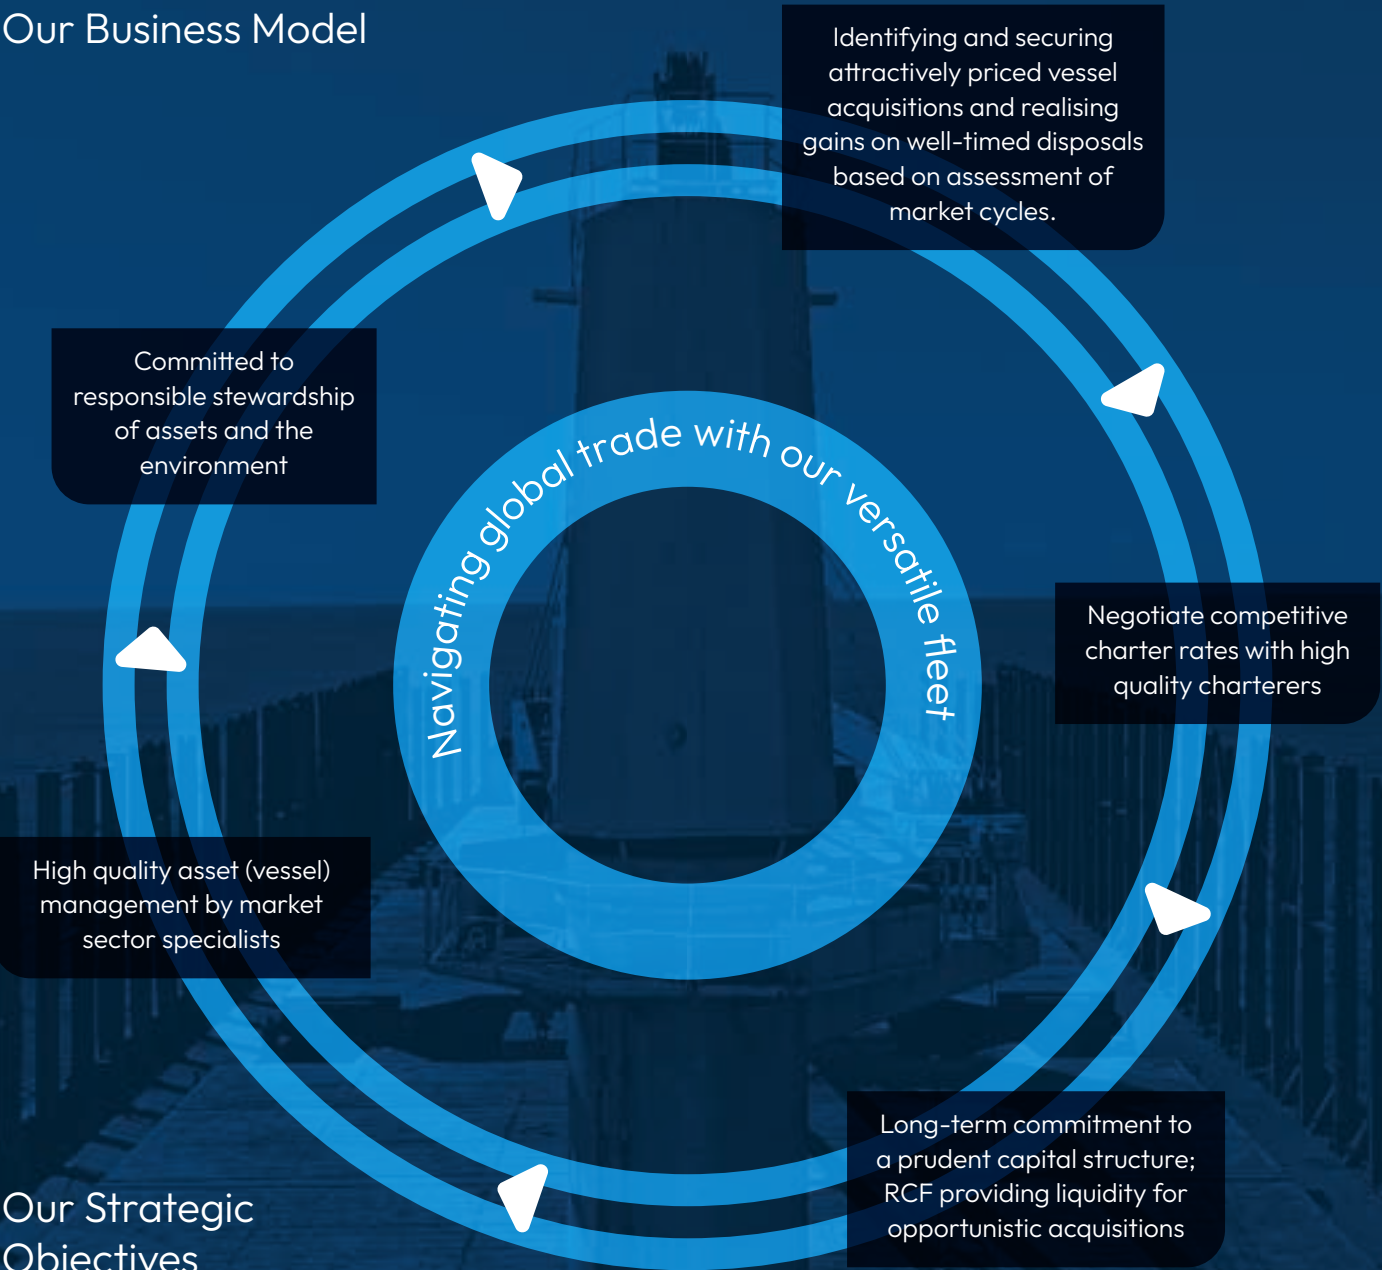 Our Business Model
Identifying and securing
attractively priced vessel
acquisitions and realising
gains on well-timed disposals
based on assessment of
market cycles.
Committed to
responsible stewardship
of assets and the
environment
Navigating global trade with our versatile fleet
Negotiate competitive
charter rates with high
quality charterers
High quality asset (vessel)
management by market
sector specialists
Long-term commitment to
a prudent capital structure;
RCF providing liquidity for
opportunistic acquisitions
Our Strategic
Objectives